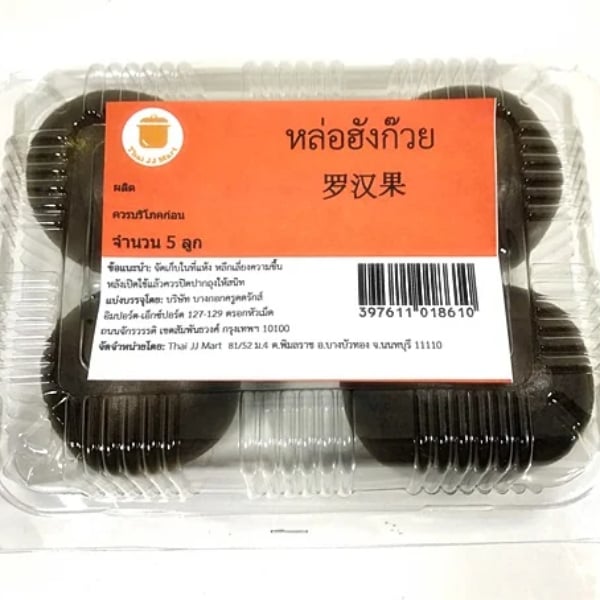 Thai JJ Mart
หล่อฮังก๊วย
罗汉果
ผลิต
ควรบริโภคก่อน
จำนวน 5 ลูก
ข้อแนะนำ: จัดเก็บในที่แห้ง หลีกเลี่ยงความชื้น
หลังเปิดใช้แล้วควรปิดปากถุงให้สนิท
แบ่งบรรจุโดย: บริษัท บางกอกครูดดรักส์
อิมปอร์ต-เอ็กซ์ปอร์ต 127-129 ตรอกหัวเม็ด
ถนนจักรวรรดิ เขตสัมพันธวงศ์ กรุงเทพฯ 10100
จัดจำหน่ายโดย: Thai JJ Mart 81/52 ม.4 ต.พิมลราช อ.บางบัวทอง จ.นนทบุรี 11110
397611 018610